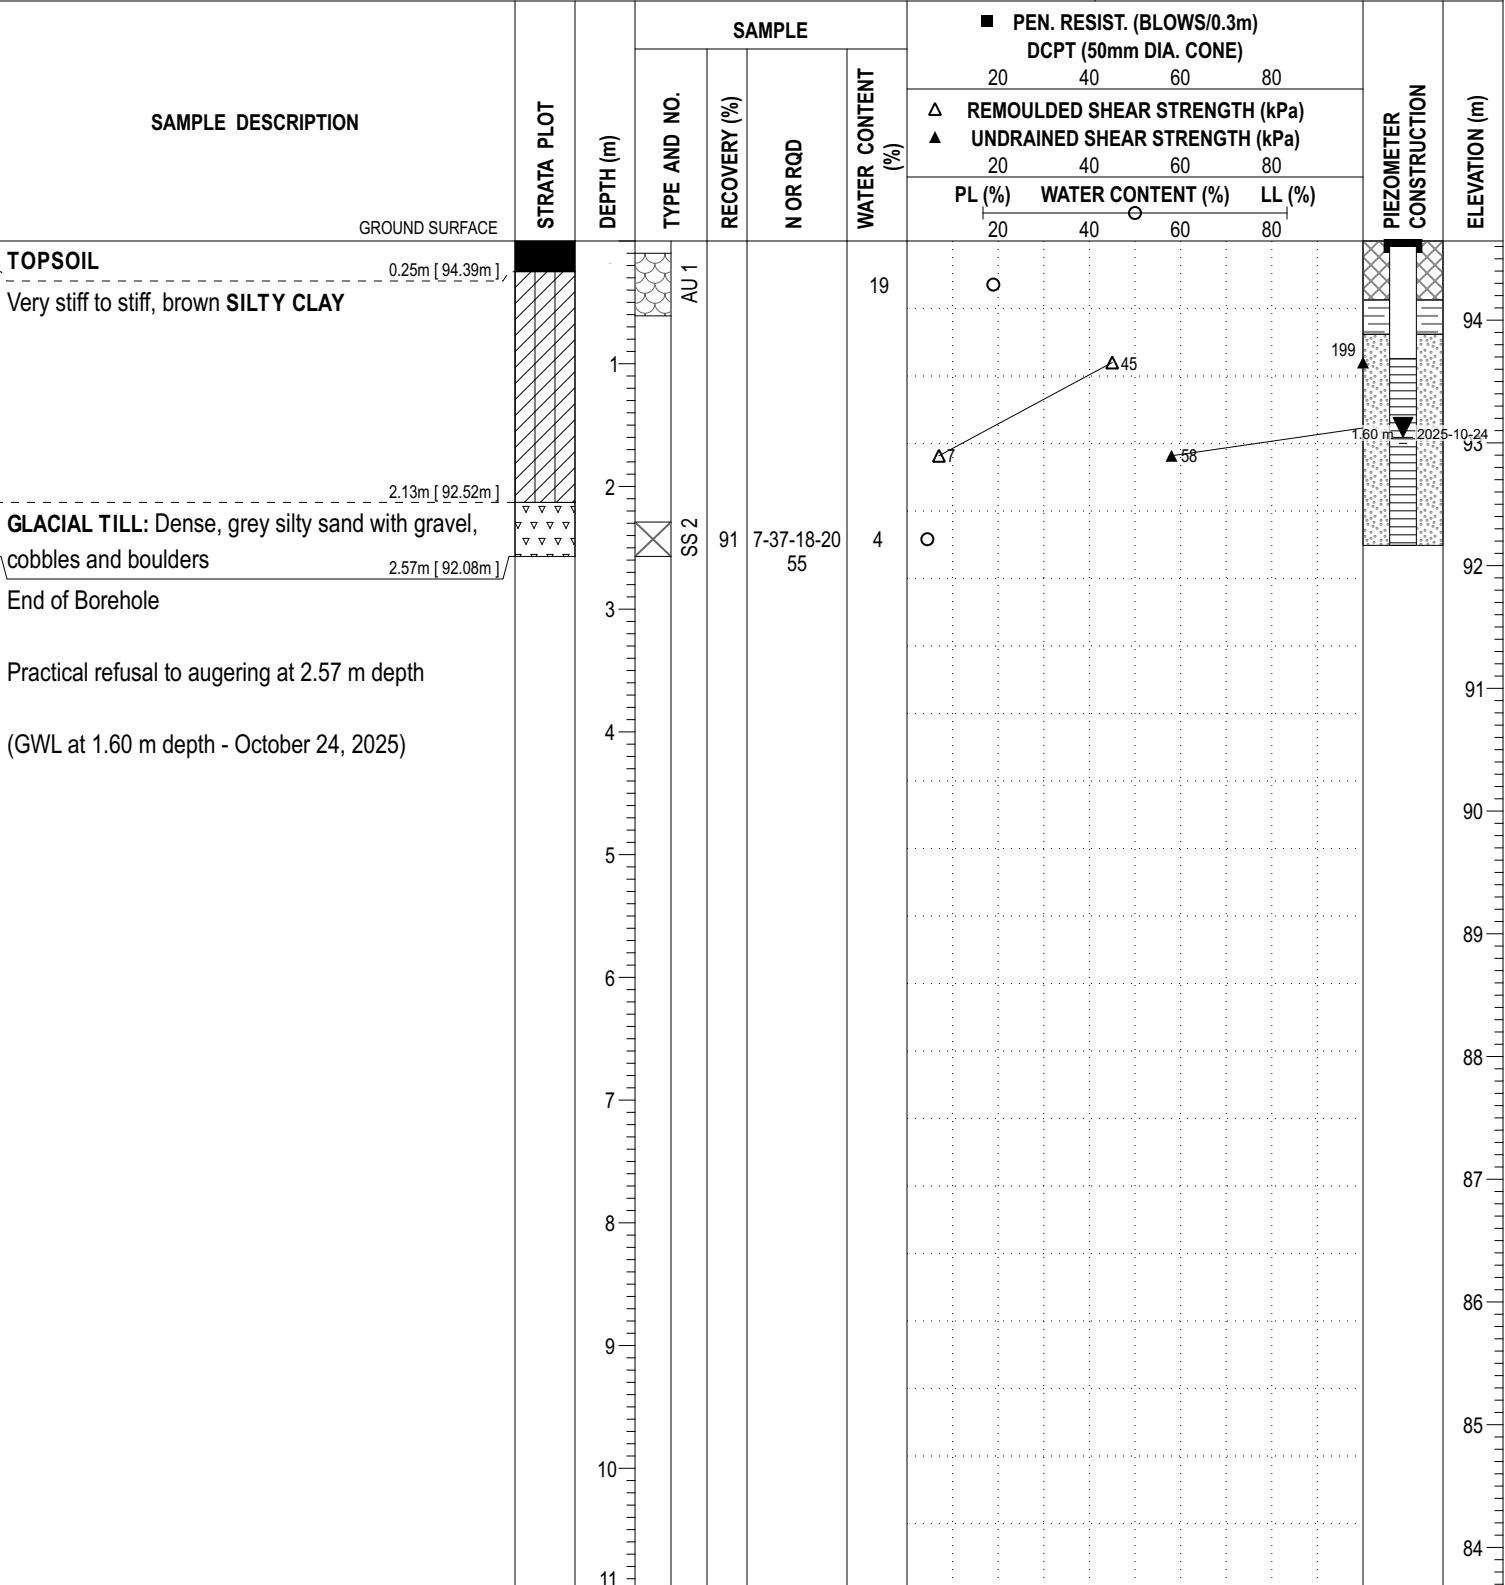 SAMPLE DESCRIPTION
GROUND SURFACE
STRATA PLOT
DEPTH (m)
SAMPLE
TYPE AND NO.
RECOVERY (%)
N OR RQD
WATER CONTENT
(%)
■ PEN. RESIST. (BLOWS/0.3m)
DCPT (50mm DIA. CONE)
20 40 60 80
△ REMOULDED SHEAR STRENGTH (kPa)
▲ UNDRAINED SHEAR STRENGTH (kPa)
20 40 60 80
PL (%) WATER CONTENT (%) LL (%)
20 40 60 80
PIEZOMETER
CONSTRUCTION
ELEVATION (m)
TOPSOIL
0.25m [ 94.39m ]
Very stiff to stiff, brown SILTY CLAY
2.13m [ 92.52m ]
GLACIAL TILL: Dense, grey silty sand with gravel,
cobbles and boulders
2.57m [ 92.08m ]
End of Borehole
Practical refusal to augering at 2.57 m depth
(GWL at 1.60 m depth - October 24, 2025)
1
2
3
4
5
6
7
8
9
10
11
AU 1
19
SS 2
91
7-37-18-20
55
4
45
199
7
58
1.60 m
2025-10-24
94
93
92
91
90
89
88
87
86
85
84